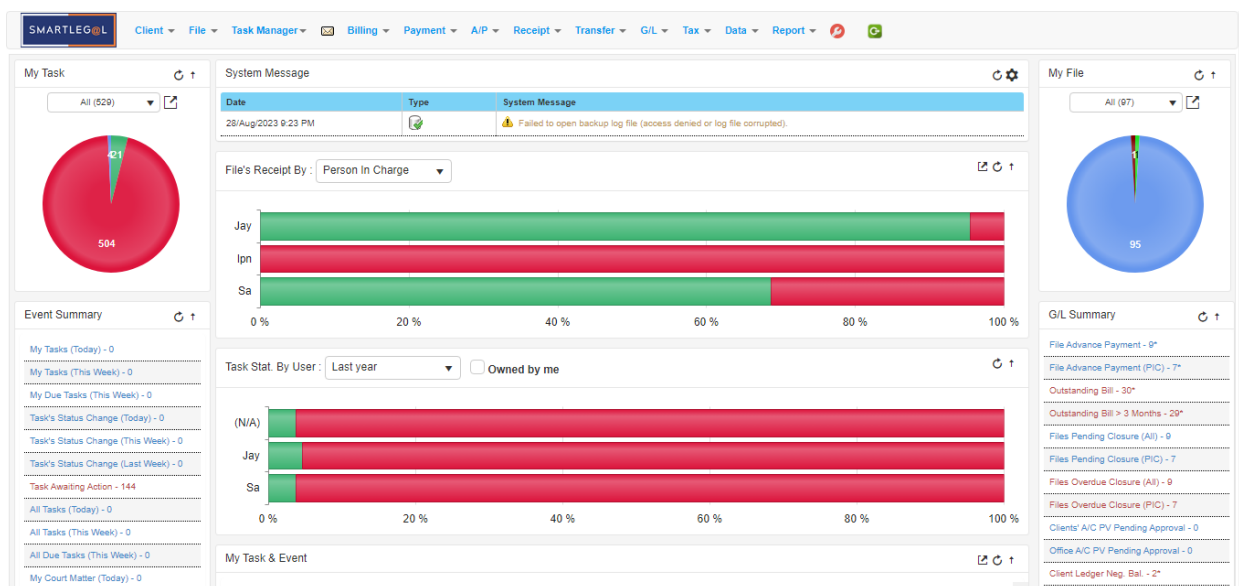 SMARTLEG@L Client File Task Manager Billing Payment A/P Receipt Transfer G/L Tax Data Report
My Task
All (529)
421
504
Event Summary
My Tasks (Today) - 0
My Tasks (This Week) - 0
My Due Tasks (This Week) - 0
Task's Status Change (Today) - 0
Task's Status Change (This Week) - 0
Task's Status Change (Last Week) - 0
Task Awaiting Action - 144
All Tasks (Today) - 0
All Tasks (This Week) - 0
All Due Tasks (This Week) - 0
My Court Matter (Today) - 0
System Message
Date Type System Message
28/Aug/2023 9:23 PM Failed to open backup log file (access denied or log file corrupted).
File's Receipt By : Person In Charge
Jay
Ipn
Sa
0 % 20 % 40 % 60 % 80 % 100 %
Task Stat. By User : Last year Owned by me
(N/A)
Jay
Sa
0 % 20 % 40 % 60 % 80 % 100 %
My Task & Event
My File
All (97)
95
G/L Summary
File Advance Payment - 9*
File Advance Payment (PIC) - 7*
Outstanding Bill - 30*
Outstanding Bill > 3 Months - 29*
Files Pending Closure (All) - 9
Files Pending Closure (PIC) - 7
Files Overdue Closure (All) - 9
Files Overdue Closure (PIC) - 7
Clients' A/C PV Pending Approval - 0
Office A/C PV Pending Approval - 0
Client Ledger Neg. Bal. - 2*